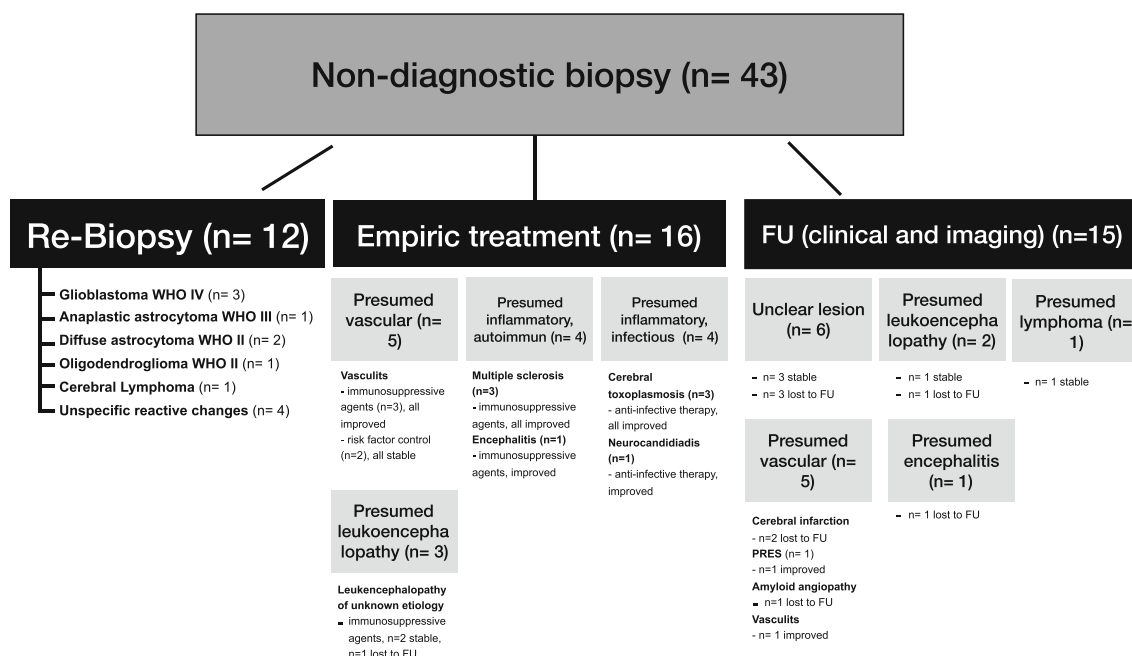 Non-diagnostic biopsy (n= 43)
Re-Biopsy (n= 12)
Glioblastoma WHO IV (n= 3)
Anaplastic astrocytoma WHO III (n= 1)
Diffuse astrocytoma WHO II (n= 2)
Oligodendroglioma WHO II (n= 1)
Cerebral Lymphoma (n= 1)
Unspecific reactive changes (n= 4)
Empiric treatment (n= 16)
Presumed
vascular (n=
5)
Vasculits
- immunosuppressive
agents (n=3), all
improved
- risk factor control
(n=2), all stable
Presumed
inflammatory,
autoimmun (n= 4)
Multiple sclerosis
(n=3)
- immunosuppressive
agents, all improved
Encephalitis (n=1)
- immunosuppressive
agents, improved
Presumed
inflammatory,
infectious (n= 4)
Cerebral
toxoplasmosis (n=3)
- anti-infective therapy,
all improved
Neurocandidiadis
(n=1)
- anti-infective therapy,
improved
Presumed
leukoencepha
lopathy (n= 3)
Leukencephalopathy
of unknown etiology
- immunosuppressive
agents, n=2 stable,
n=1 lost to FU
FU (clinical and imaging) (n=15)
Unclear lesion
(n= 6)
- n= 3 stable
- n= 3 lost to FU
Presumed
leukoencepha
lopathy (n= 2)
- n= 1 stable
- n= 1 lost to FU
Presumed
lymphoma (n=
1)
- n= 1 stable
Presumed
vascular (n=
5)
Cerebral infarction
- n=2 lost to FU
PRES (n= 1)
- n=1 improved
Amyloid angiopathy
- n=1 lost to FU
Vasculits
- n= 1 improved
Presumed
encephalitis
(n= 1)
- n= 1 lost to FU